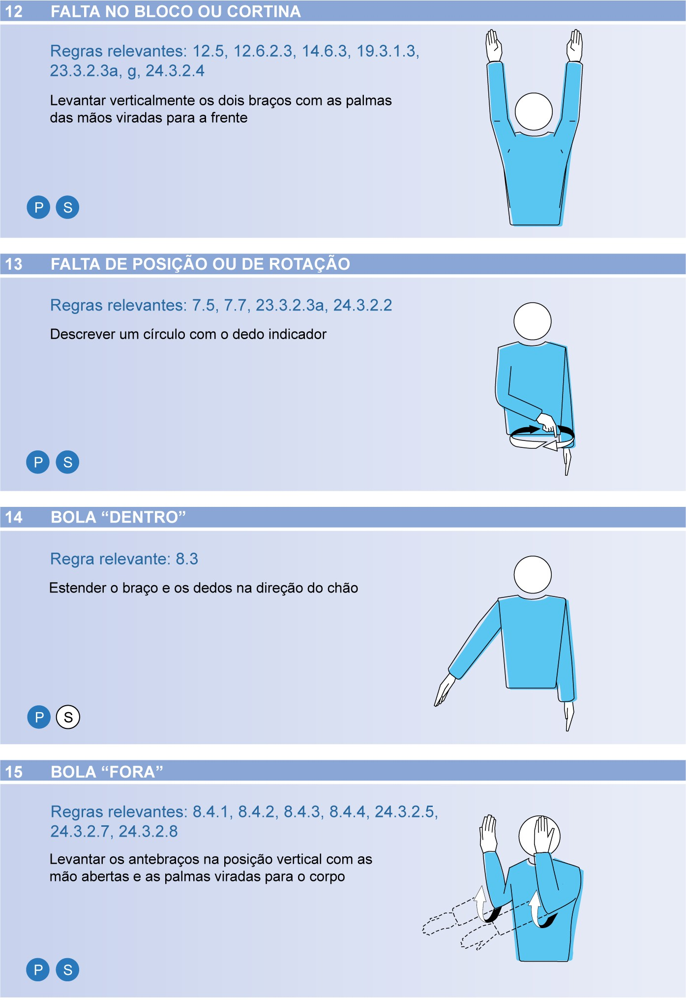 12 FALTA NO BLOCO OU CORTINA
Regras relevantes: 12.5, 12.6.2.3, 14.6.3, 19.3.1.3,
23.3.2.3a, g, 24.3.2.4
Levantar verticalmente os dois braços com as palmas
das mãos viradas para a frente
P S
13 FALTA DE POSIÇÃO OU DE ROTAÇÃO
Regras relevantes: 7.5, 7.7, 23.3.2.3a, 24.3.2.2
Descrever um círculo com o dedo indicador
P S
14 BOLA “DENTRO”
Regra relevante: 8.3
Estender o braço e os dedos na direção do chão
P S
15 BOLA “FORA”
Regras relevantes: 8.4.1, 8.4.2, 8.4.3, 8.4.4, 24.3.2.5,
24.3.2.7, 24.3.2.8
Levantar os antebraços na posição vertical com as
mão abertas e as palmas viradas para o corpo
P S